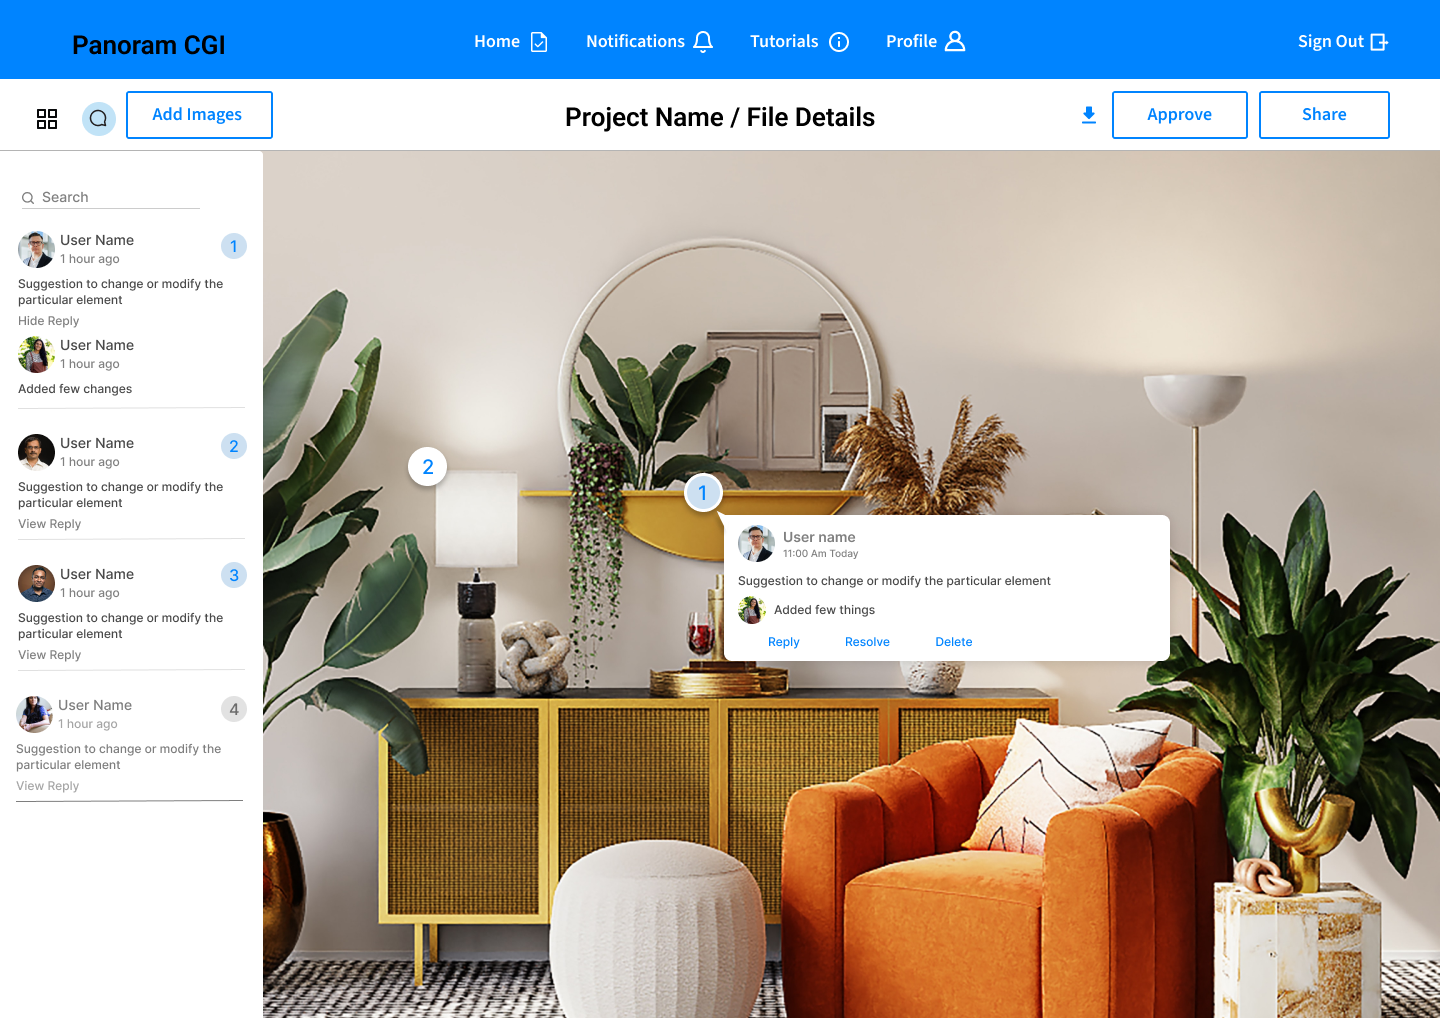 Panoram CGI
Home
Notifications
Tutorials
Profile
Sign Out
Add Images
Project Name / File Details
Approve
Share
Search
User Name
1 hour ago
1
Suggestion to change or modify the
particular element
Hide Reply
User Name
1 hour ago
Added few changes
User Name
1 hour ago
2
Suggestion to change or modify the
particular element
View Reply
User Name
1 hour ago
3
Suggestion to change or modify the
particular element
View Reply
User Name
1 hour ago
4
Suggestion to change or modify the
particular element
View Reply
2
1
User name
11:00 Am Today
Suggestion to change or modify the particular element
Added few things
Reply
Resolve
Delete